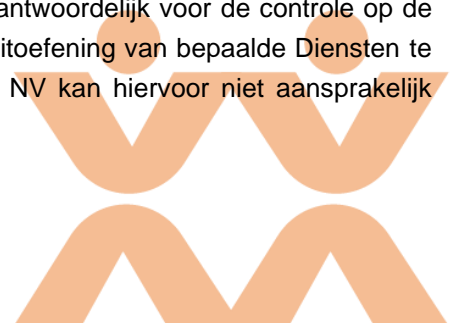 antwoordelijk voor de controle op de
itoefening van bepaalde Diensten te
NV kan hiervoor niet aansprakelijk